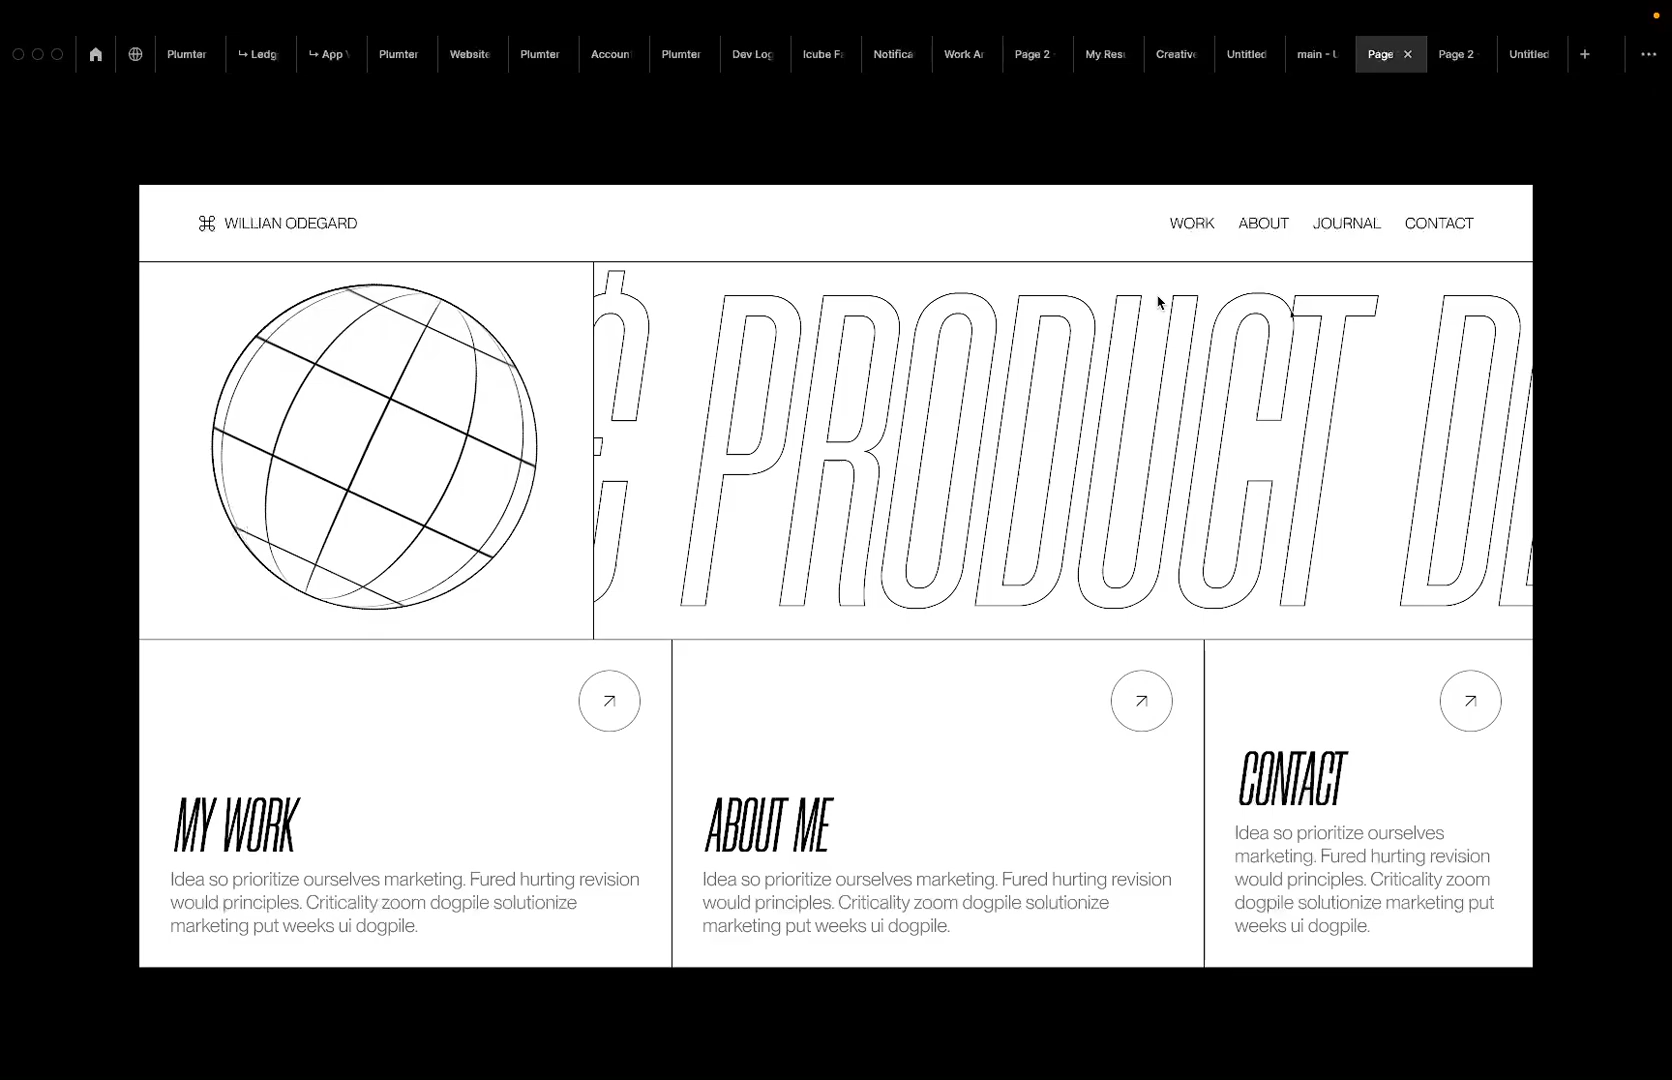 Plumter
↳ Ledg
↳ App
Plumter
Website
Plumter
Accoun
Plumter
Dev Log
Icube F
Notifica
Work Ar
Page 2
My Res
Creative
Untitled
main - U
Page
Page 2
Untitled
WILLIAN ODEGARD
WORK ABOUT JOURNAL CONTACT
PRODUCT
MY WORK
Idea so prioritize ourselves marketing. Fured hurting revision
would principles. Criticality zoom dogpile solutionize
marketing put weeks ui dogpile.
ABOUT ME
Idea so prioritize ourselves marketing. Fured hurting revision
would principles. Criticality zoom dogpile solutionize
marketing put weeks ui dogpile.
CONTACT
Idea so prioritize ourselves
marketing. Fured hurting revision
would principles. Criticality zoom
dogpile solutionize marketing put
weeks ui dogpile.